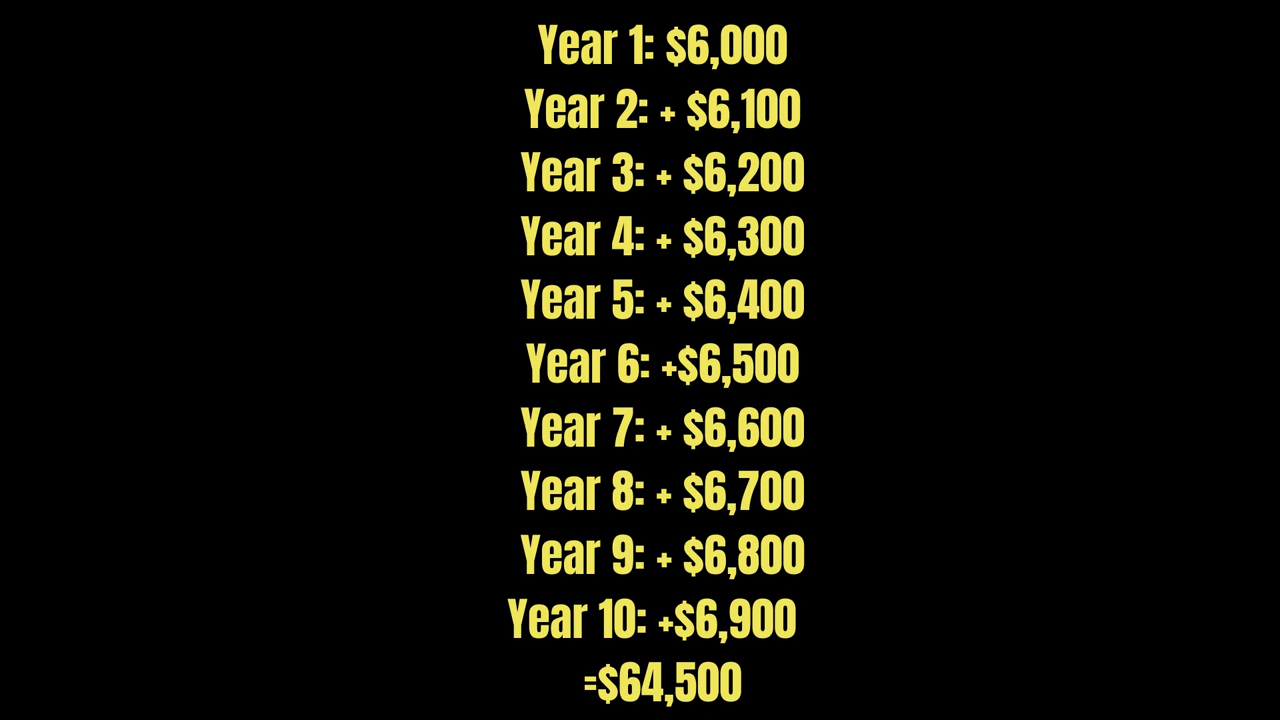 Year 1: $6,000
Year 2: + $6,100
Year 3: + $6,200
Year 4: + $6,300
Year 5: + $6,400
Year 6: +$6,500
Year 7: + $6,600
Year 8: + $6,700
Year 9: + $6,800
Year 10: +$6,900
=$64,500